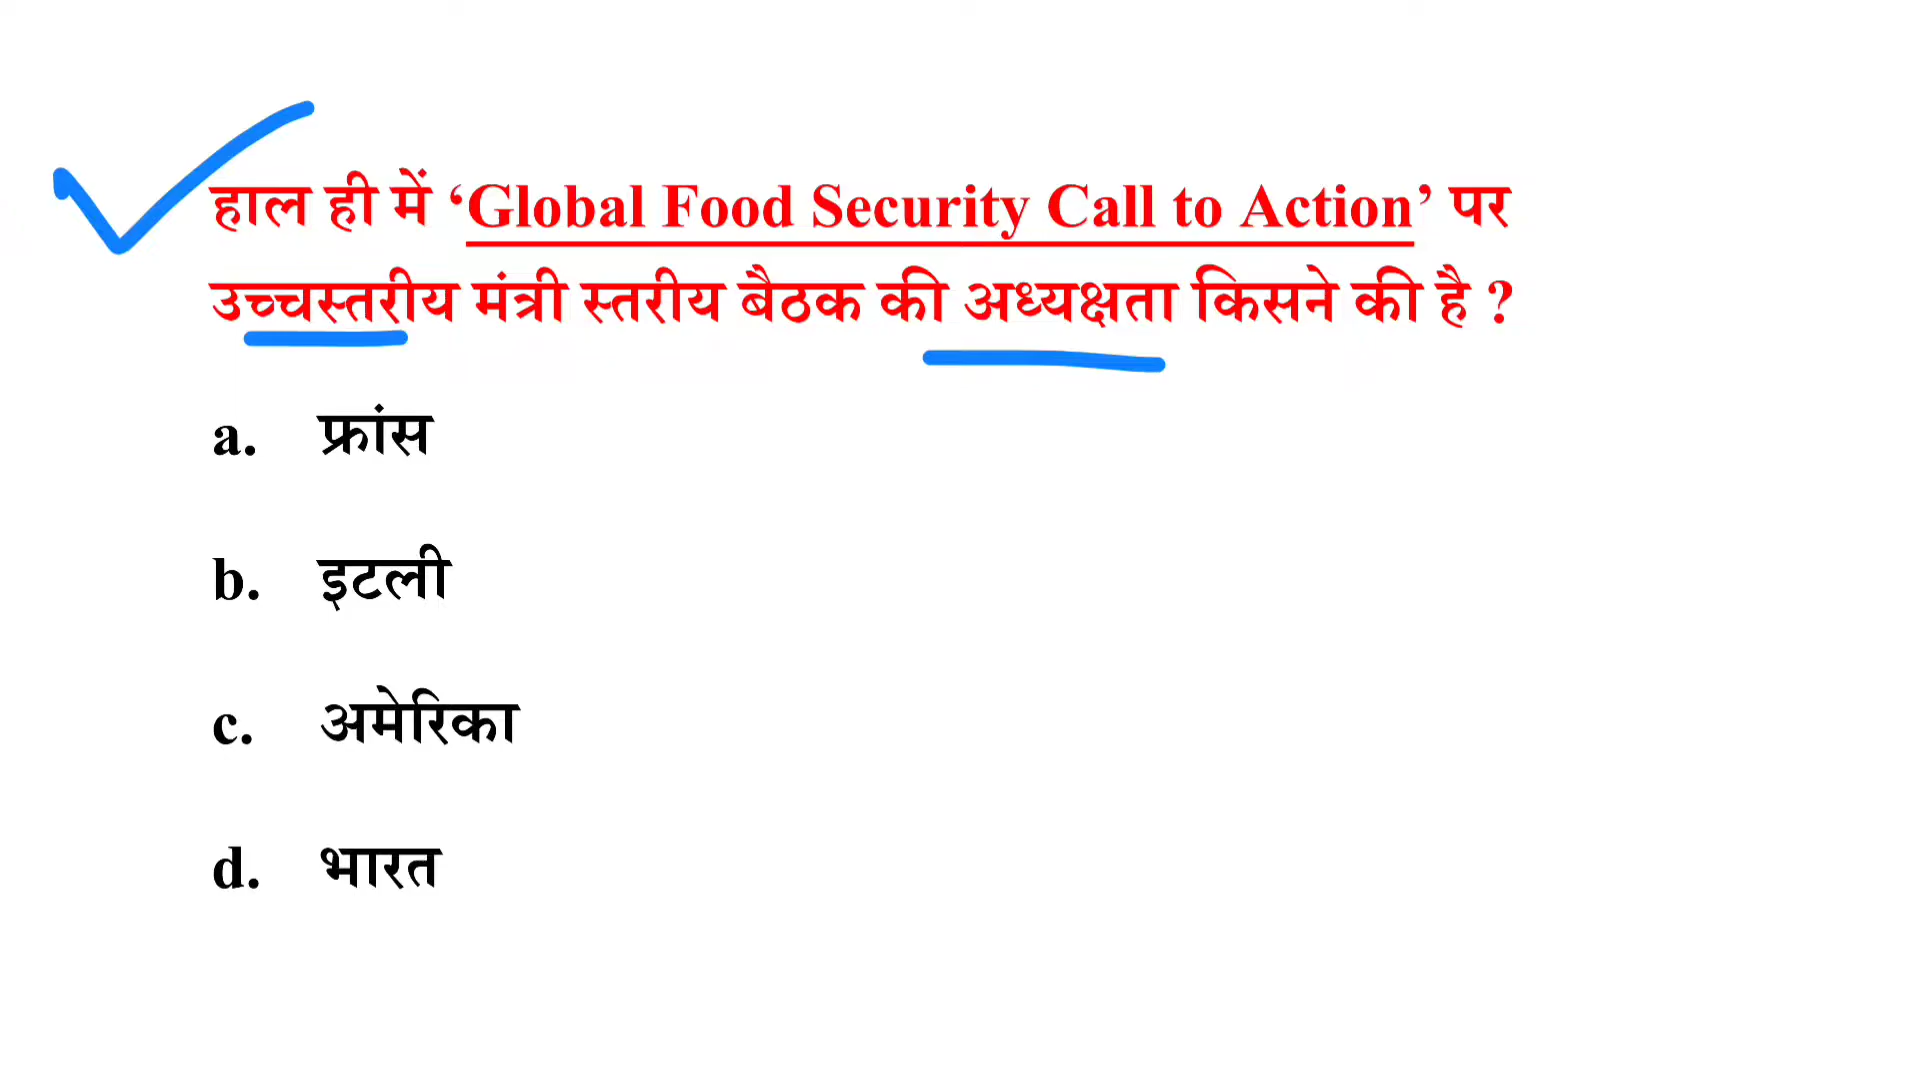 हाल ही में ‘Global Food Security Call to Action’ पर
उच्चस्तरीय मंत्री स्तरीय बैठक की अध्यक्षता किसने की है ?
a. फ्रांस
b. इटली
c. अमेरिका
d. भारत